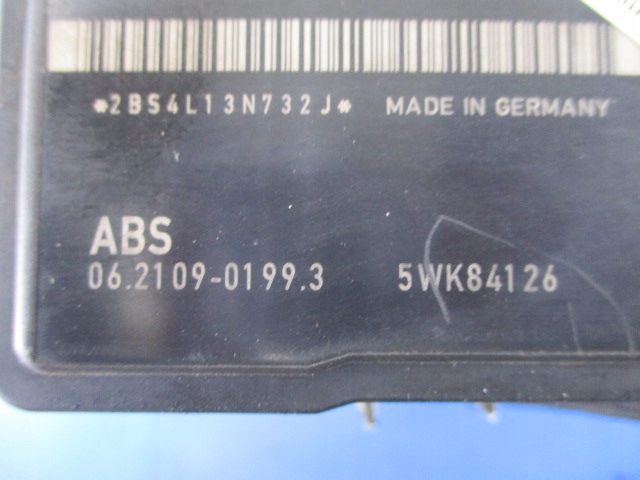 *2BS4L13N732J* MADE IN GERMANY
ABS
06.2109-0199.3 5WK84126